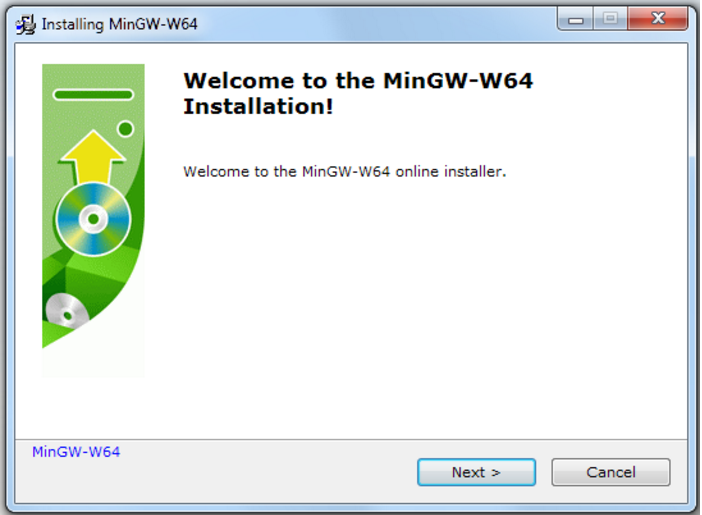 Installing MinGW-W64
Welcome to the MinGW-W64
Installation!
Welcome to the MinGW-W64 online installer.
MinGW-W64
Next >
Cancel